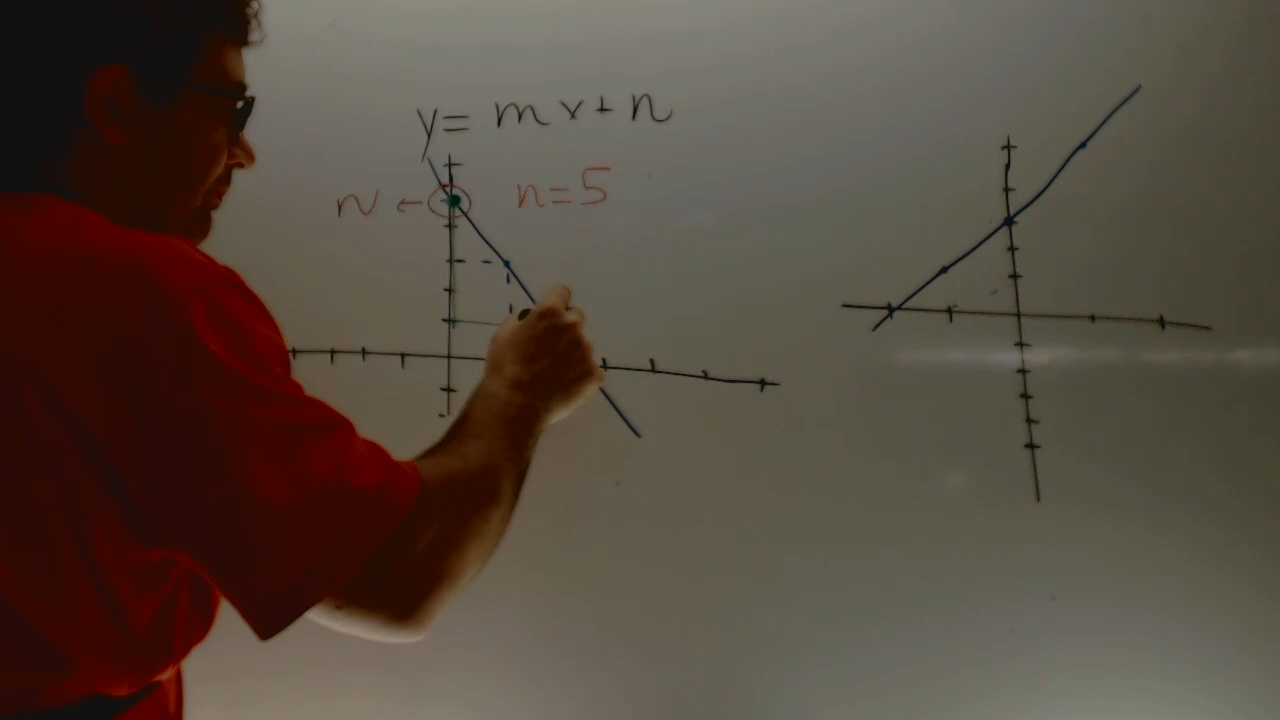 y = mx + n
n ← n = 5